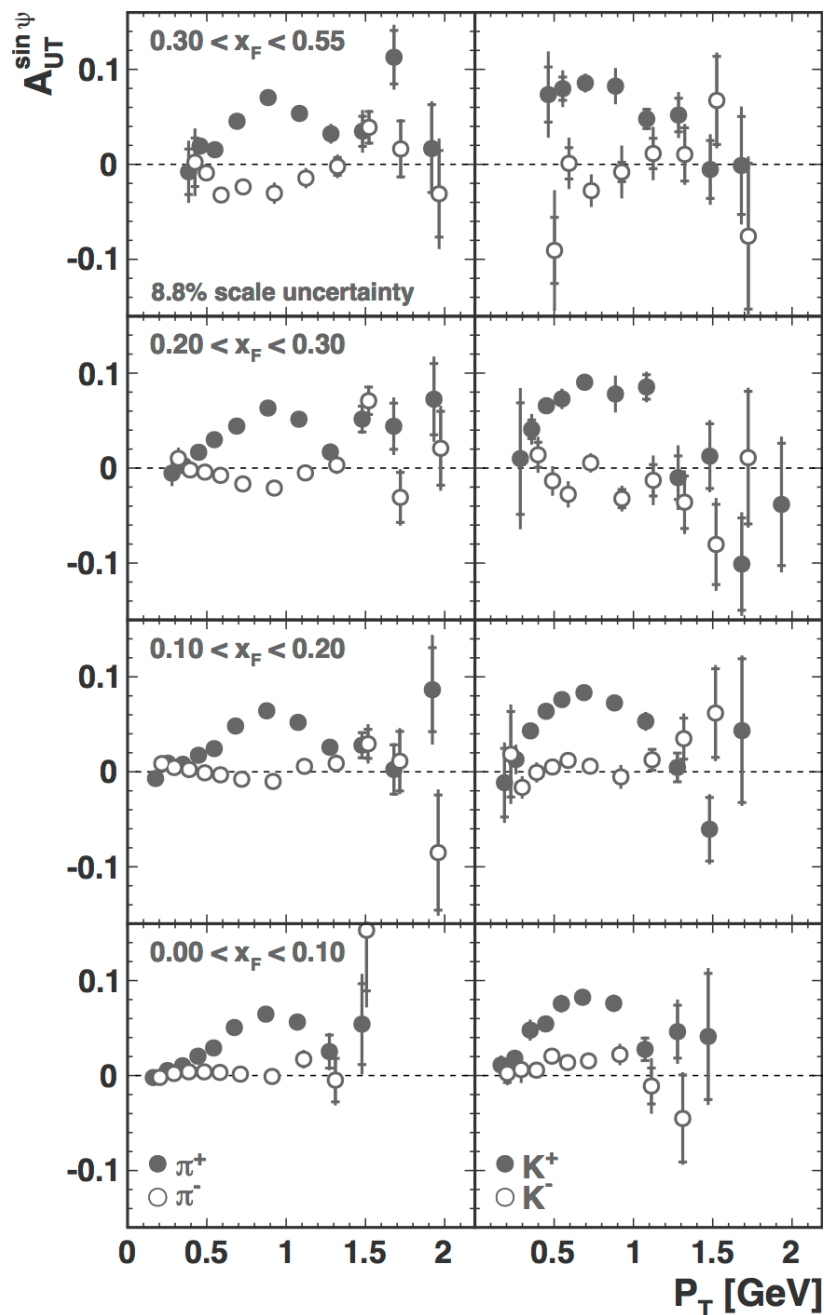 A_UT^sin ψ
0.30 < x_F < 0.55
0.1
0
-0.1
8.8% scale uncertainty
0.20 < x_F < 0.30
0.1
0
-0.1
0.10 < x_F < 0.20
0.1
0
-0.1
0.00 < x_F < 0.10
0.1
0
-0.1
π⁺ K⁺
π⁻ K⁻
0 0.5 1 1.5 2 0.5 1 1.5 2
P_T [GeV]